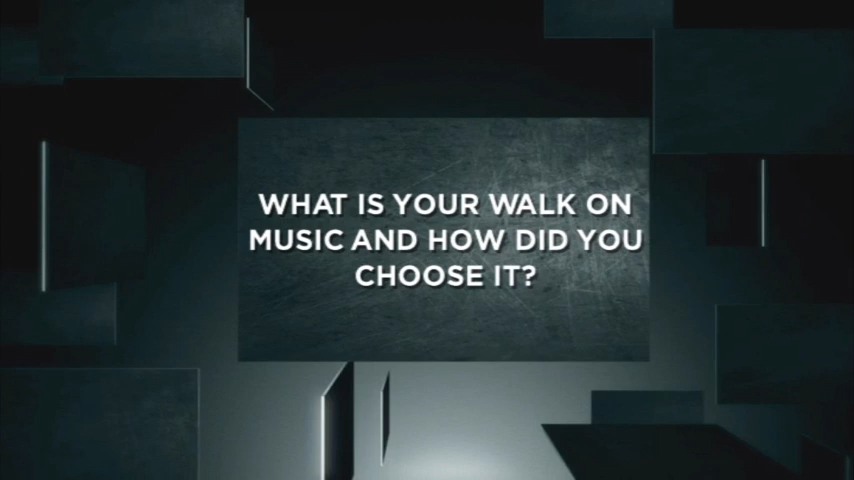 WHAT IS YOUR WALK ON
MUSIC AND HOW DID YOU
CHOOSE IT?